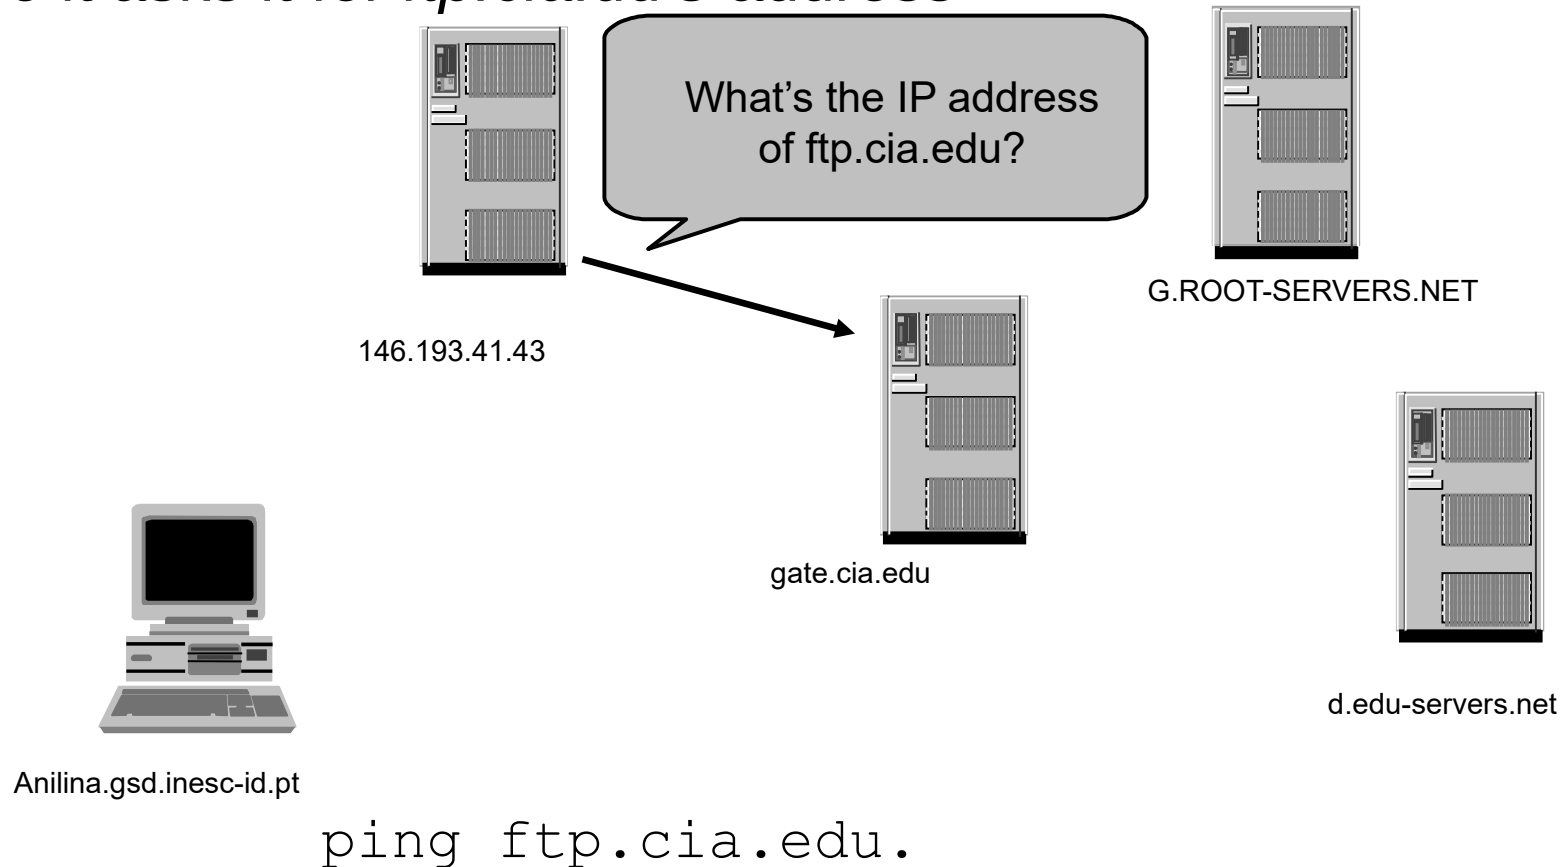 What's the IP address
of ftp.cia.edu?
G.ROOT-SERVERS.NET
146.193.41.43
gate.cia.edu
d.edu-servers.net
Anilina.gsd.inesc-id.pt
ping ftp.cia.edu.